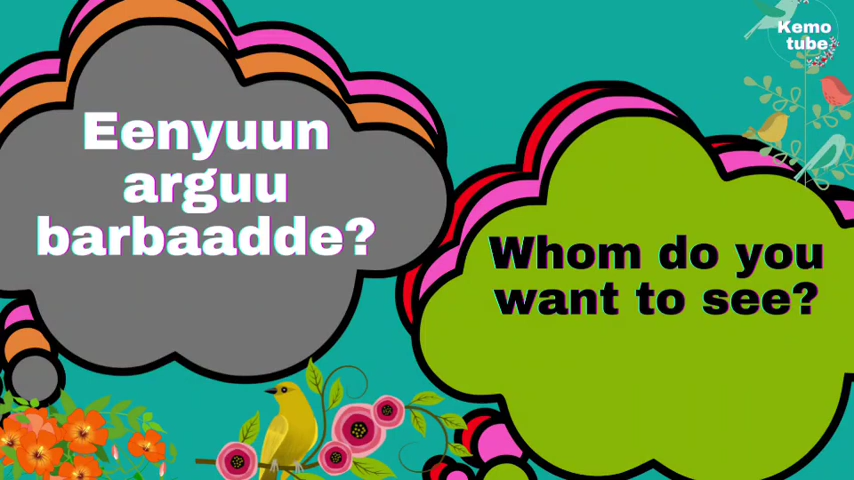 Kemo
tube
Eenyuun
arguu
barbaadde?
Whom do you
want to see?